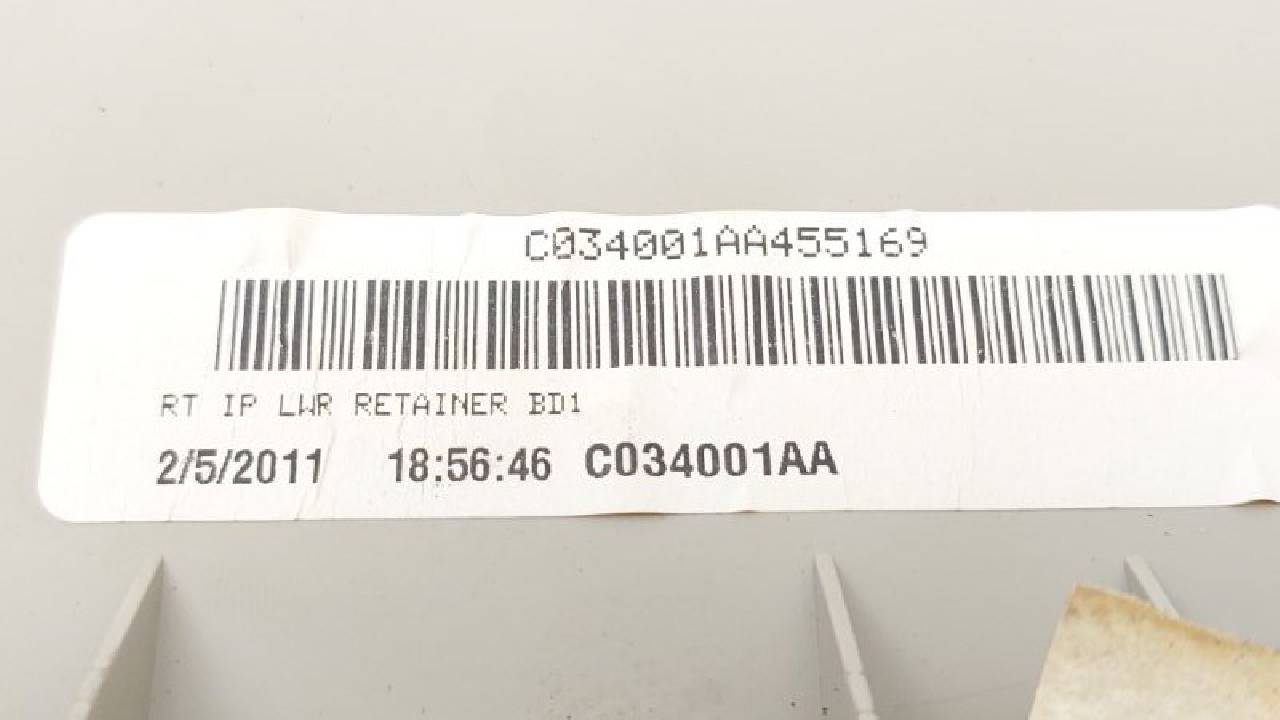 C034001AA455169
RT IP LWR RETAINER BD1
2/5/2011 18:56:46 C034001AA